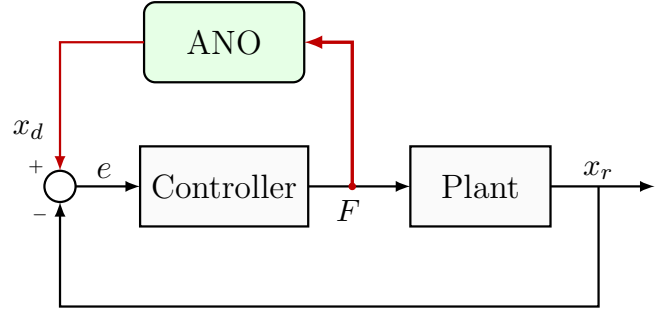 ANO
x_d
+
e
Controller
F
Plant
x_r
−